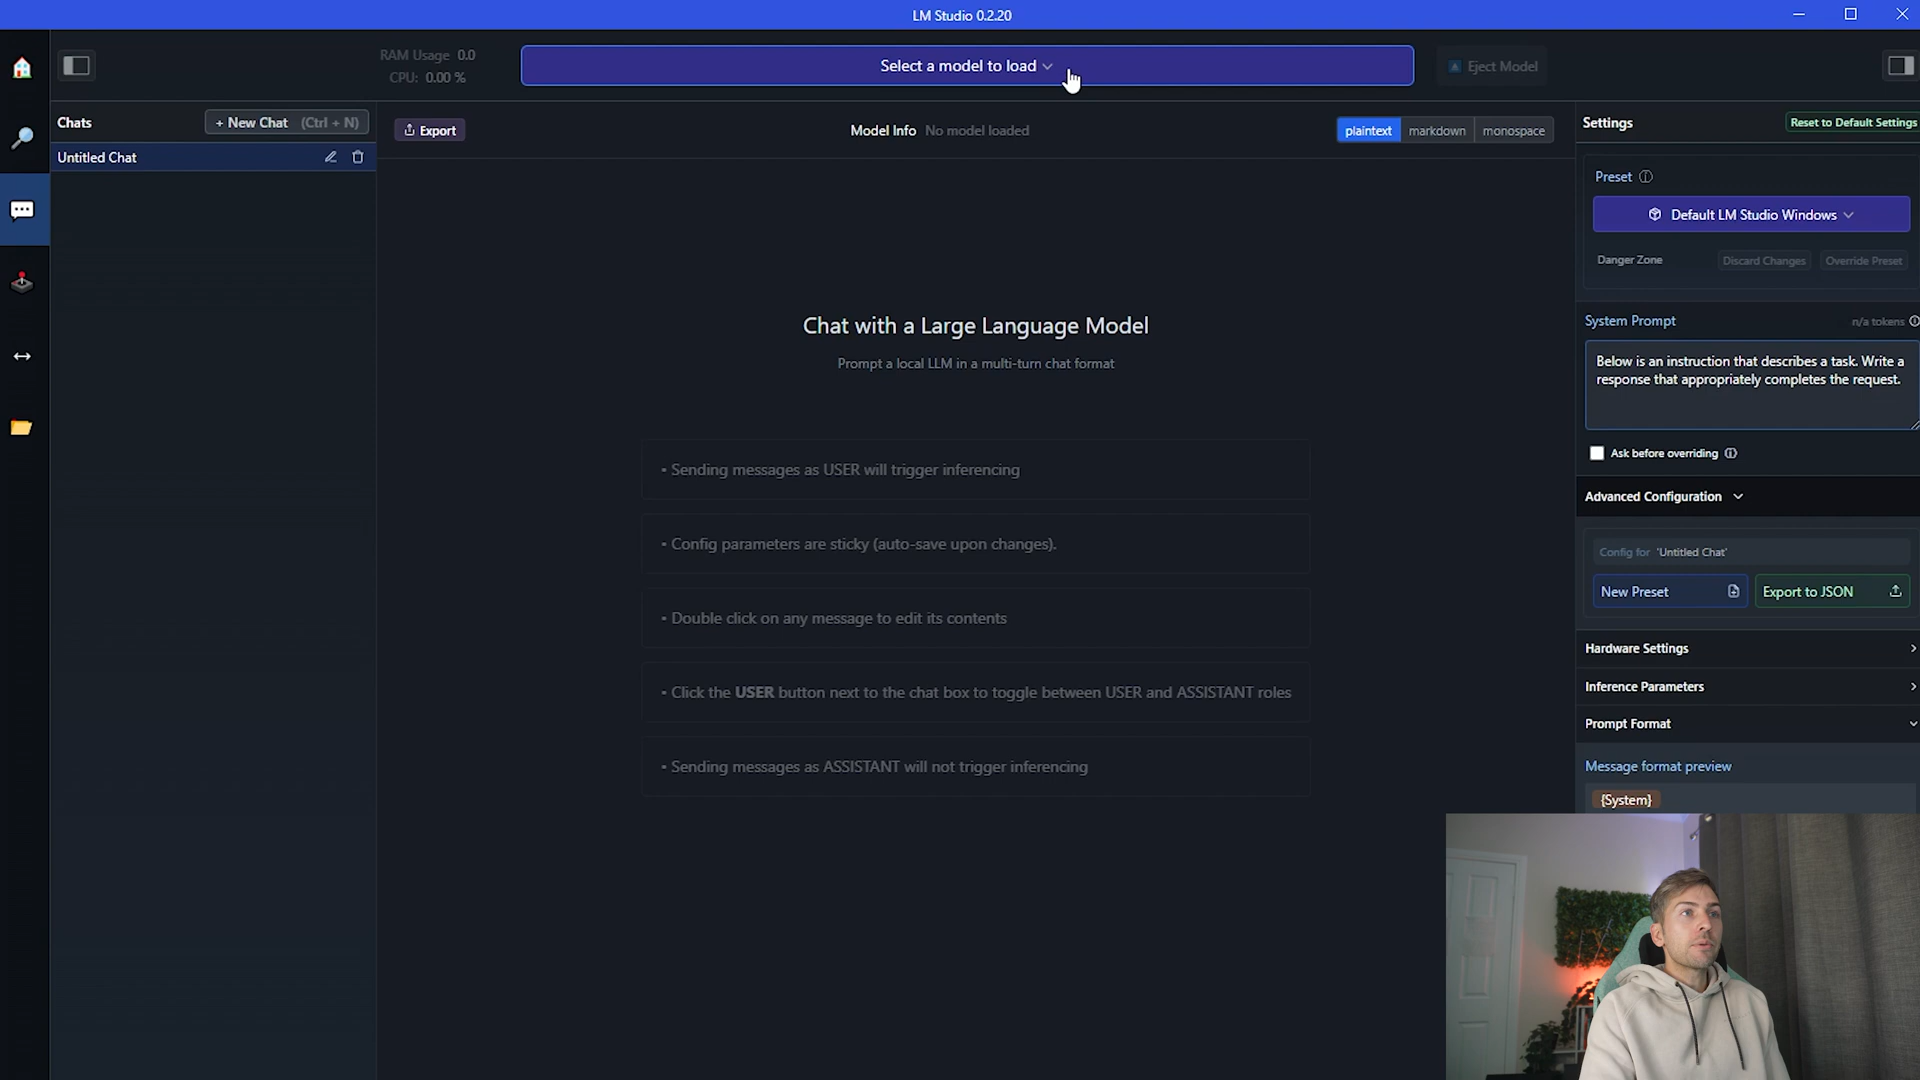 LM Studio 0.2.20
RAM Usage 0.0
CPU: 0.00 %
Select a model to load
Eject Model
Chats
+ New Chat (Ctrl + N)
Untitled Chat
Export
Model Info No model loaded
plaintext markdown monospace
Chat with a Large Language Model
Prompt a local LLM in a multi-turn chat format
• Sending messages as USER will trigger inferencing
• Config parameters are sticky (auto-save upon changes).
• Double click on any message to edit its contents
• Click the USER button next to the chat box to toggle between USER and ASSISTANT roles
• Sending messages as ASSISTANT will not trigger inferencing
Settings
Reset to Default Settings
Preset
Default LM Studio Windows
Danger Zone
Discard Changes
Override Preset
System Prompt
n/a tokens
Below is an instruction that describes a task. Write a
response that appropriately completes the request.
Ask before overriding
Advanced Configuration
Config for 'Untitled Chat'
New Preset
Export to JSON
Hardware Settings
Inference Parameters
Prompt Format
Message format preview
{System}